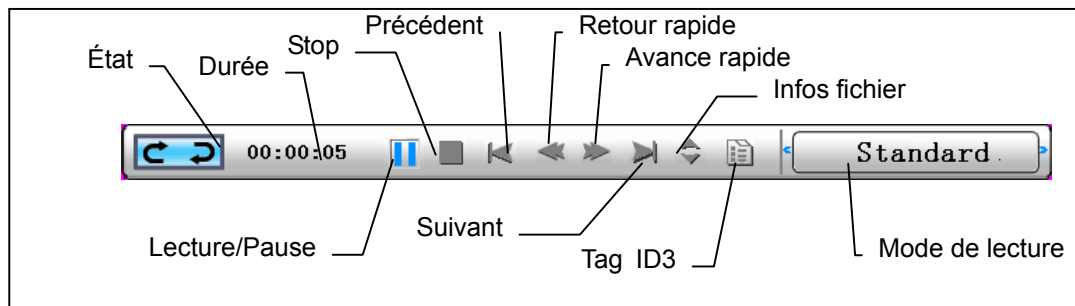 Précédent
Retour rapide
Stop
Avance rapide
État
Durée
Infos fichier
00:00:05
Standard
Suivant
Lecture/Pause
Tag ID3
Mode de lecture